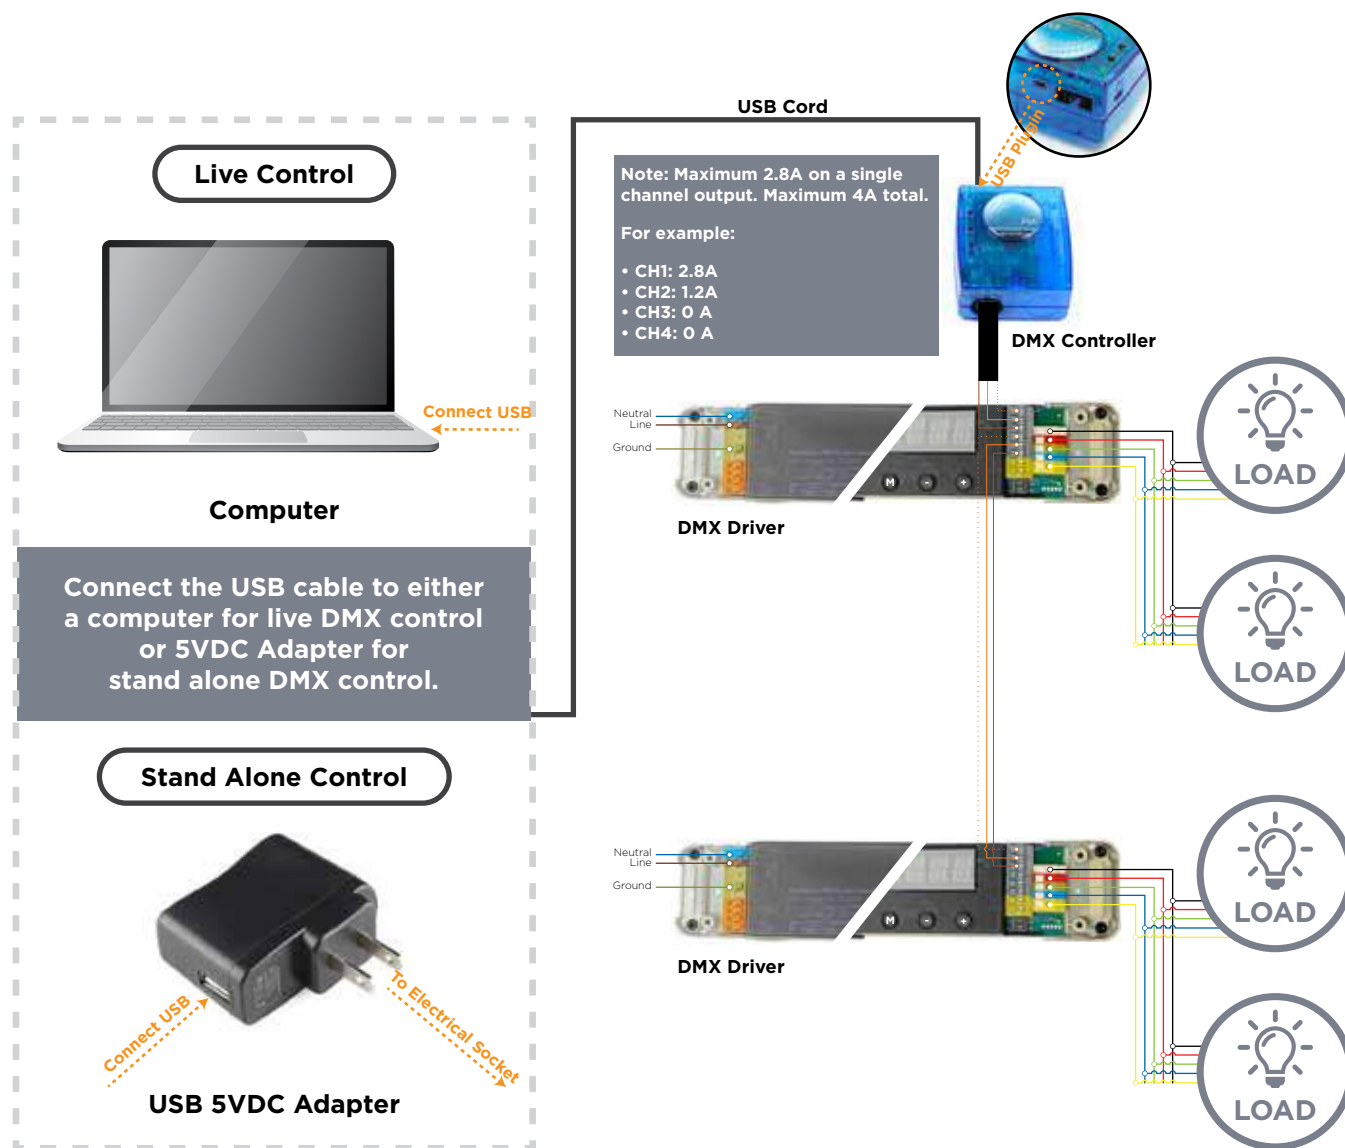 USB Cord
USB Plugin
Live Control
Note: Maximum 2.8A on a single
channel output. Maximum 4A total.
For example:
• CH1: 2.8A
• CH2: 1.2A
• CH3: 0 A
• CH4: 0 A
DMX Controller
Connect USB
Computer
Neutral
Line
Ground
M
-
+
DMX Driver
LOAD
LOAD
Connect the USB cable to either
a computer for live DMX control
or 5VDC Adapter for
stand alone DMX control.
Stand Alone Control
Connect USB
To Electrical Socket
USB 5VDC Adapter
Neutral
Line
Ground
M
-
+
DMX Driver
LOAD
LOAD